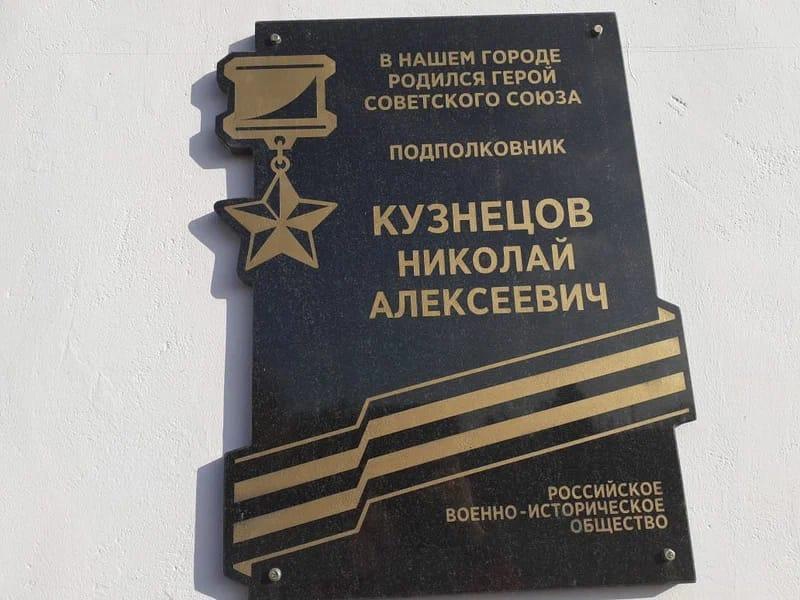 В НАШЕМ ГОРОДЕ
РОДИЛСЯ ГЕРОЙ
СОВЕТСКОГО СОЮЗА
ПОДПОЛКОВНИК
КУЗНЕЦОВ
НИКОЛАЙ
АЛЕКСЕЕВИЧ
РОССИЙСКОЕ
ВОЕННО-ИСТОРИЧЕСКОЕ
ОБЩЕСТВО